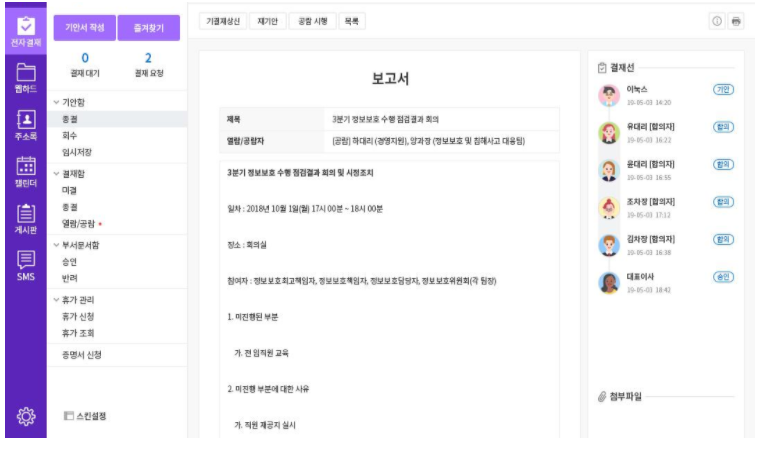 전자결재
웹하드
주소록
캘린더
게시판
SMS
기안서 작성 즐겨찾기
0 2
결재 대기 결재 요청
기안함
종결
회수
임시저장
결재함
미결
종결
열람/공람
부서문서함
승인
반려
휴가 관리
휴가 신청
휴가 조회
증명서 신청
스킨설정
기결재상신 재기안 공람 시행 목록
보고서
제목 3분기 정보보호 수행 점검결과 회의
열람/공람자 [공람] 하대리 (경영지원), 양과장 (정보보호 및 침해사고 대응팀)
3분기 정보보호 수행 점검결과 회의 및 시정조치
일자 : 2018년 10월 1일(월) 17시 00분 ~ 18시 00분
장소 : 회의실
참여자 : 정보보호최고책임자, 정보보호책임자, 정보보호담당자, 정보보호위원회(각 팀장)
1. 미진행된 부분
가. 전 임직원 교육
2. 미진행 부분에 대한 사유
가. 직원 재공지 실시
결재선
이눅스 기안
19-05-03 14:20
유대리 [합의자] 합의
19-05-03 16:22
윤대리 [합의자] 합의
19-05-03 16:55
조차장 [합의자] 합의
19-05-03 17:12
김차장 [합의자] 합의
19-05-03 16:38
대표이사 승인
19-05-03 18:42
첨부파일